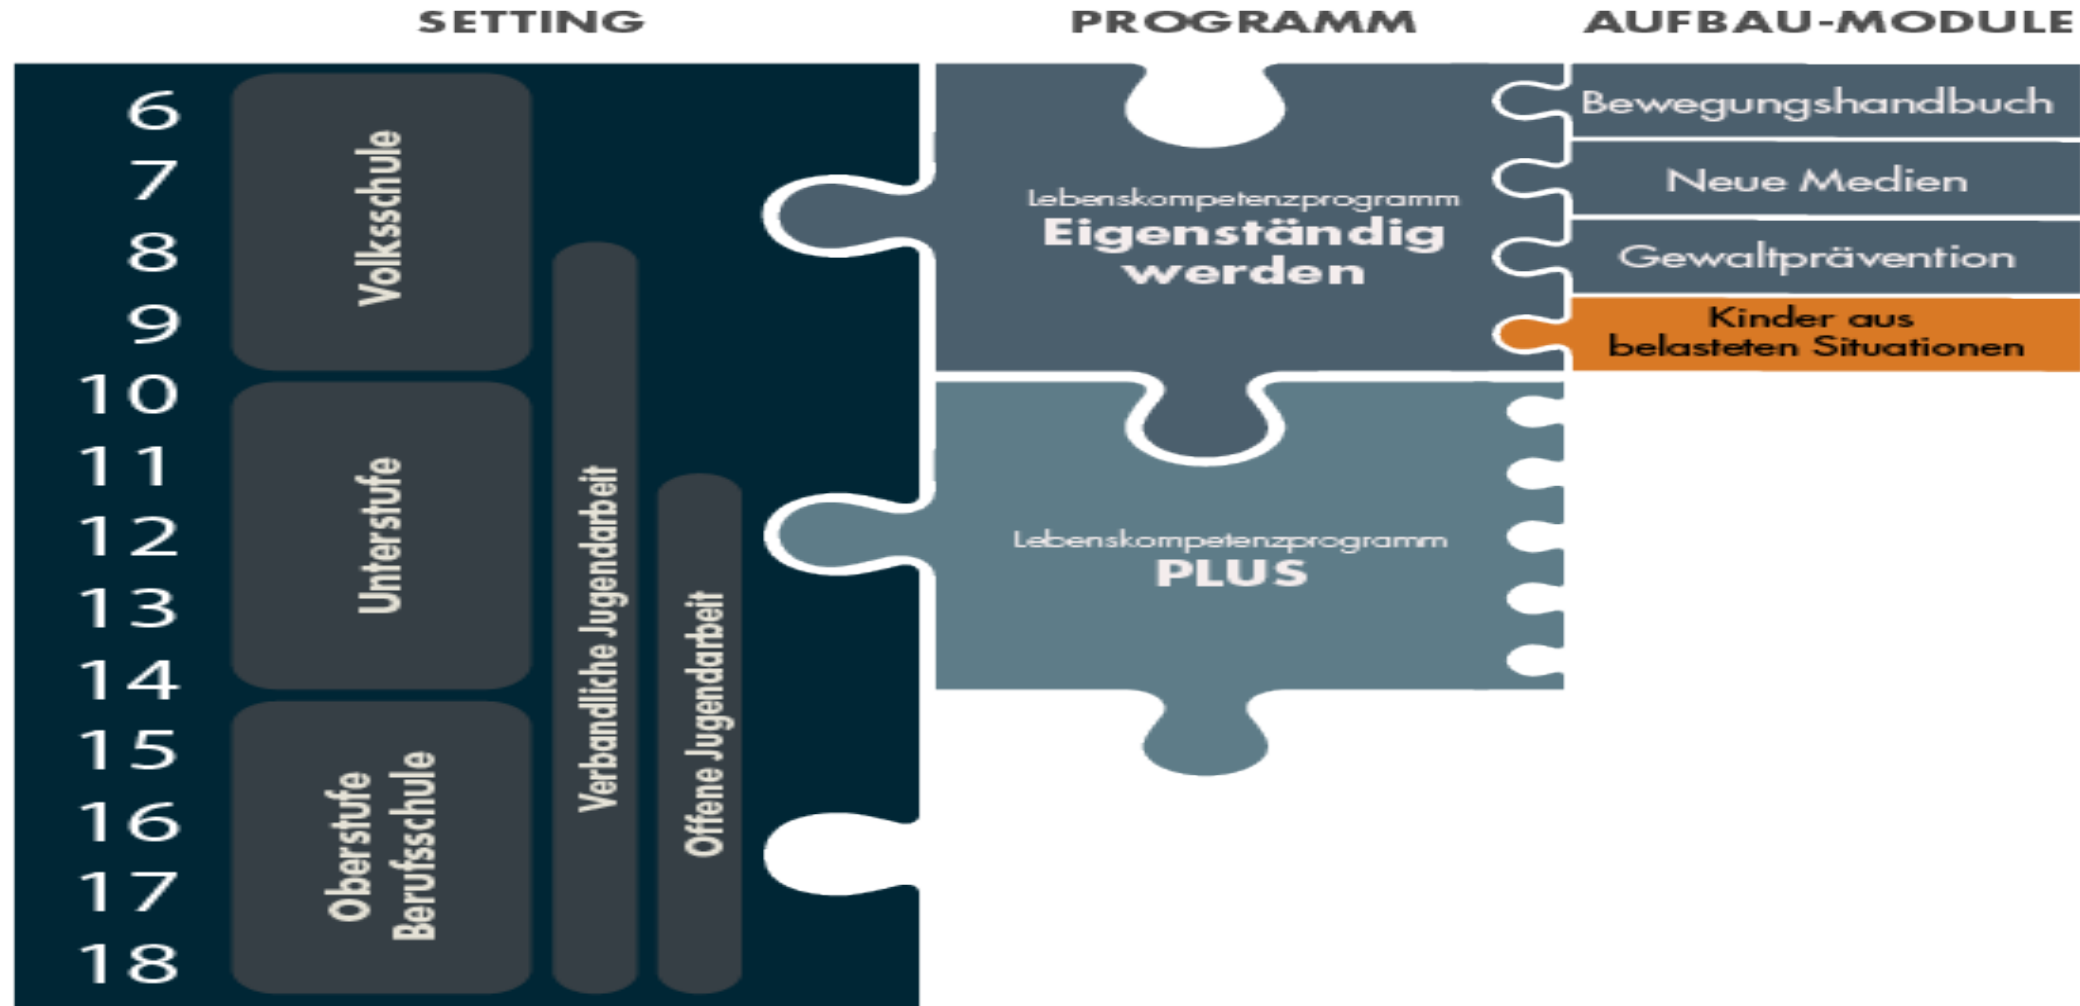 SETTING
PROGRAMM
AUFBAU-MODULE
6
7
8
9
10
11
12
13
14
15
16
17
18
Volksschule
Unterstufe
Oberstufe
Berufsschule
Verbandliche Jugendarbeit
Offene Jugendarbeit
Lebenskompetenzprogramm
Eigenständig
werden
Lebenskompetenzprogramm
PLUS
Bewegungshandbuch
Neue Medien
Gewaltprävention
Kinder aus
belasteten Situationen